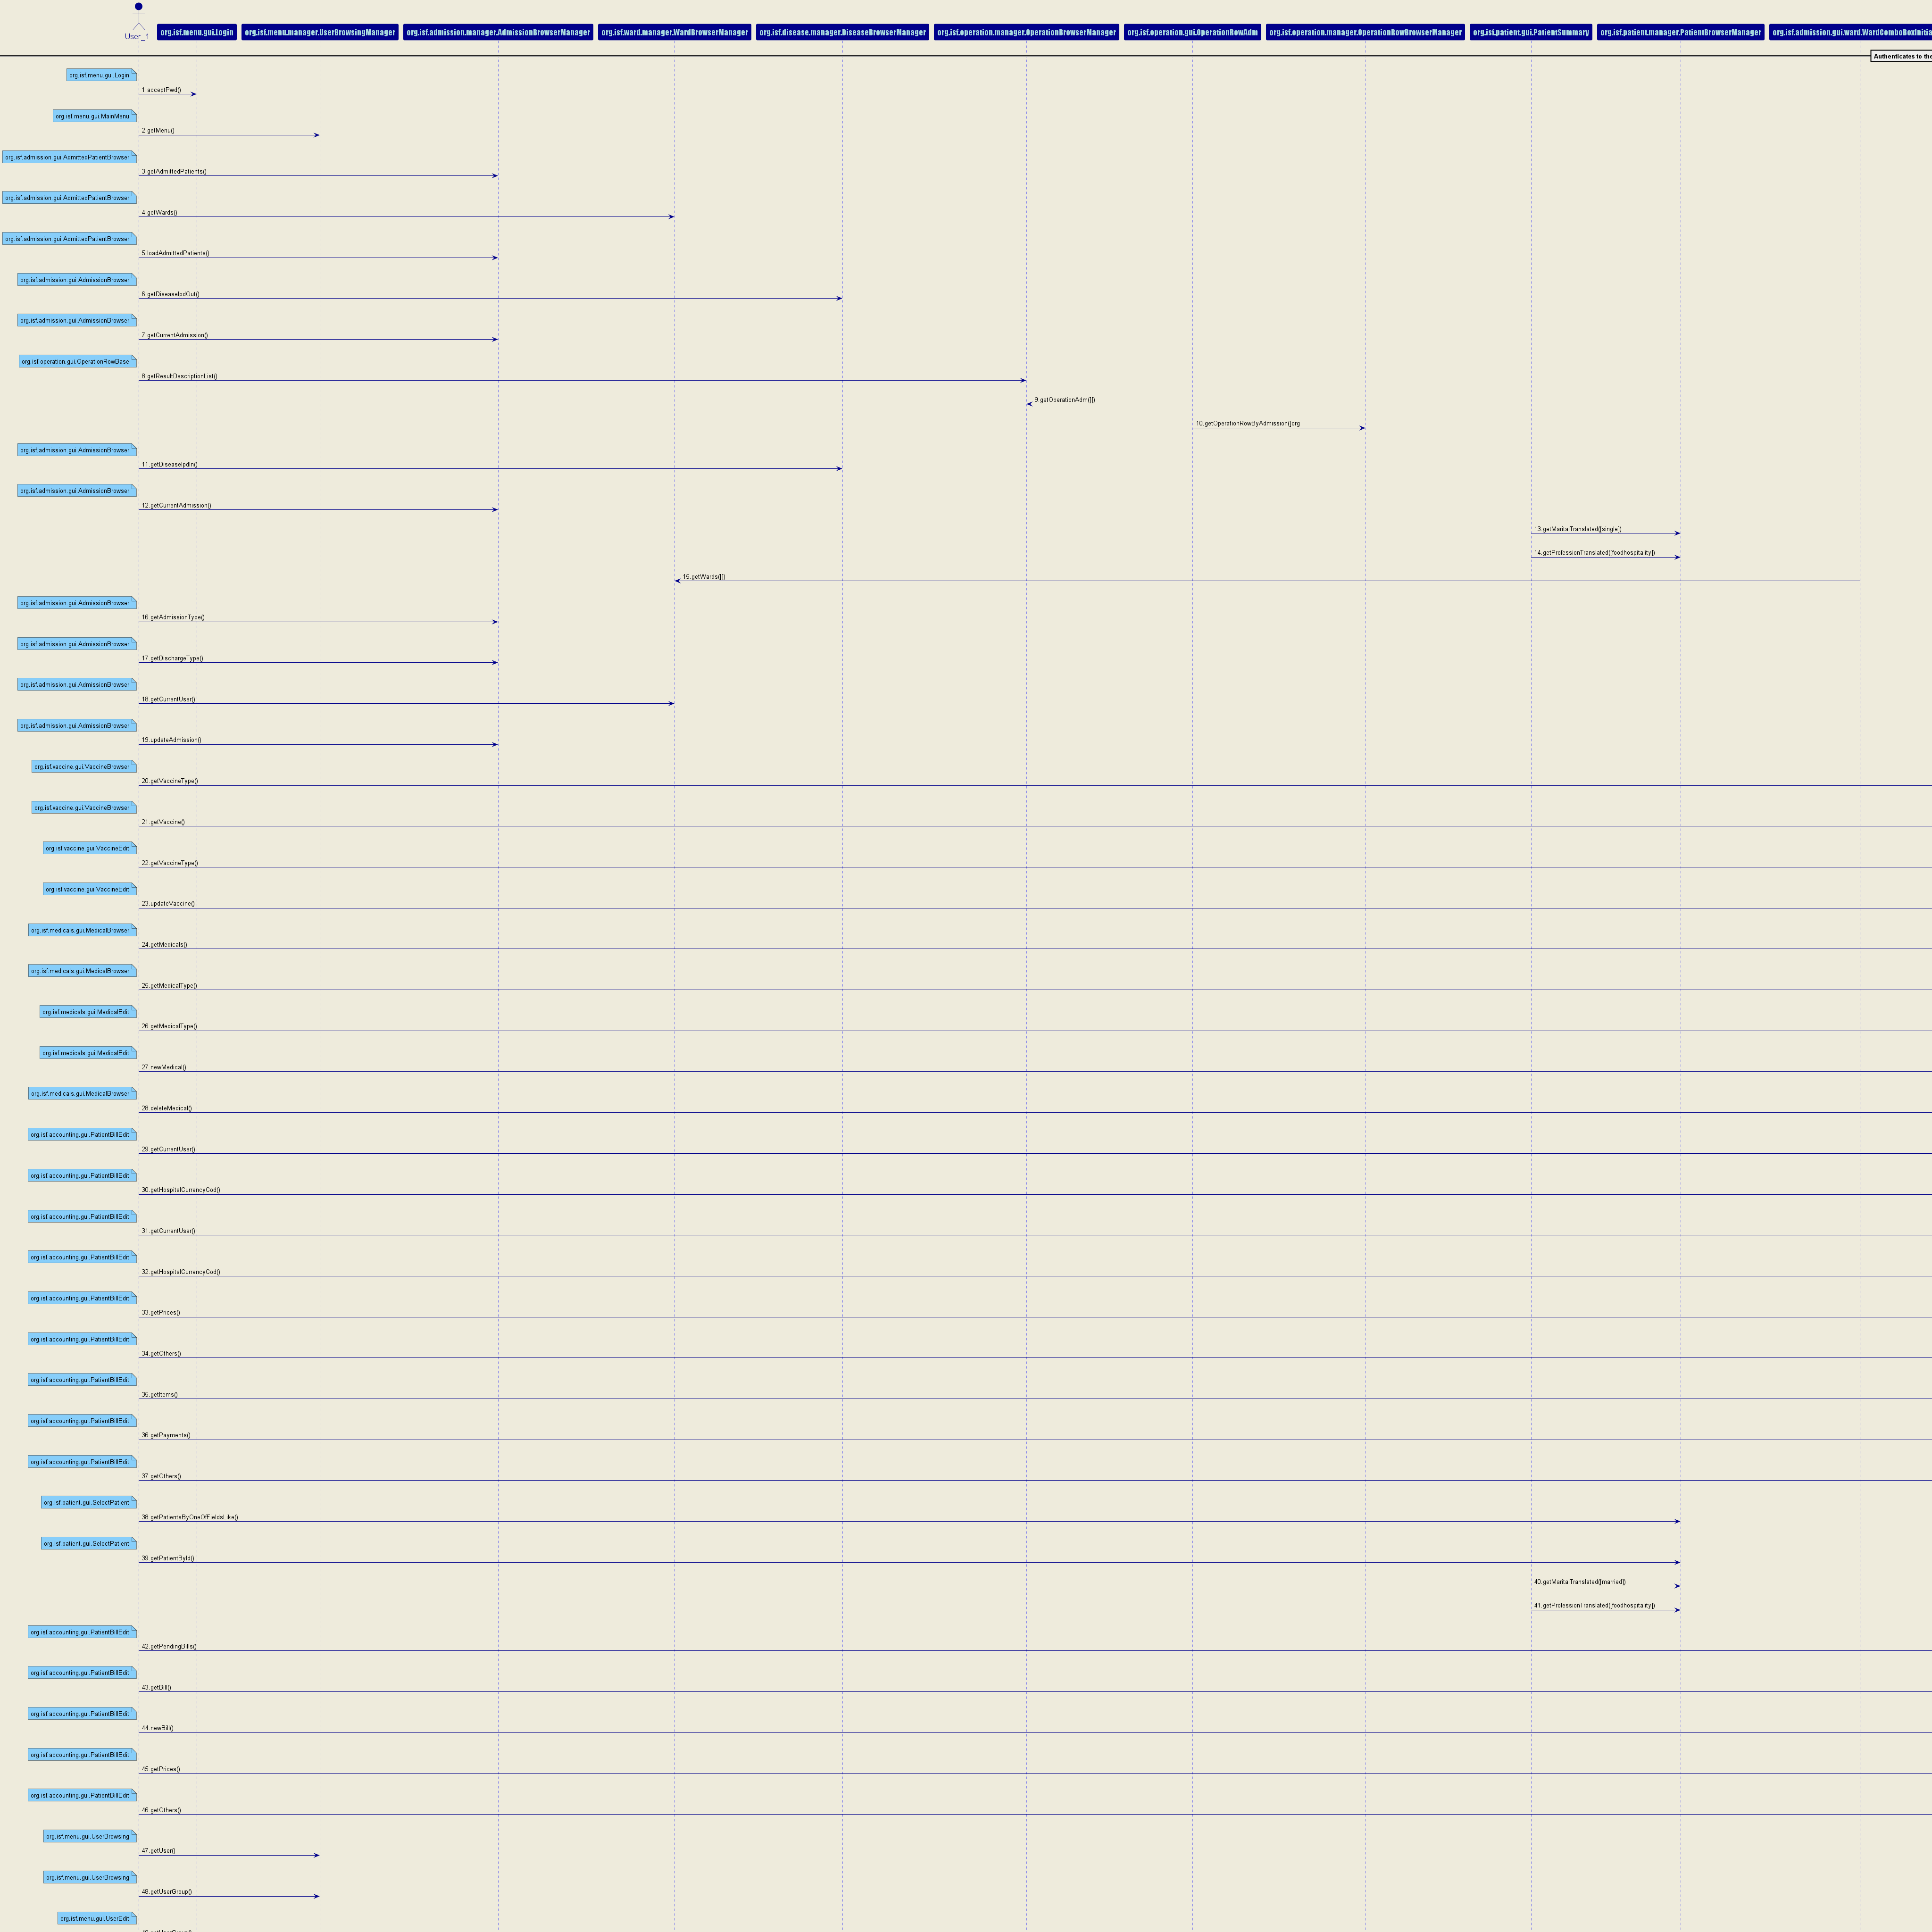 User_1
org.isf.menu.gui.Login
org.isf.menu.manager.UserBrowsingManager
org.isf.admission.manager.AdmissionBrowserManager
org.isf.ward.manager.WardBrowserManager
org.isf.disease.manager.DiseaseBrowserManager
org.isf.operation.manager.OperationBrowserManager
org.isf.operation.gui.OperationRowAdm
org.isf.operation.manager.OperationRowBrowserManager
org.isf.patient.gui.PatientSummary
org.isf.patient.manager.PatientBrowserManager
org.isf.admission.gui.ward.WardComboBoxInitia
Authenticates to the
org.isf.menu.gui.Login
1.acceptPwd()
org.isf.menu.gui.MainMenu
2.getMenu()
org.isf.admission.gui.AdmittedPatientBrowser
3.getAdmittedPatients()
org.isf.admission.gui.AdmittedPatientBrowser
4.getWards()
org.isf.admission.gui.AdmittedPatientBrowser
5.loadAdmittedPatients()
org.isf.admission.gui.AdmissionBrowser
6.getDiseaseIpdOut()
org.isf.admission.gui.AdmissionBrowser
7.getCurrentAdmission()
org.isf.operation.gui.OperationRowBase
8.getResultDescriptionList()
9.getOperationAdm([])
10.getOperationRowByAdmission([org
org.isf.admission.gui.AdmissionBrowser
11.getDiseaseIpdIn()
org.isf.admission.gui.AdmissionBrowser
12.getCurrentAdmission()
13.getMaritalTranslated([single])
14.getProfessionTranslated([foodhospitality])
15.getWards([])
org.isf.admission.gui.AdmissionBrowser
16.getAdmissionType()
org.isf.admission.gui.AdmissionBrowser
17.getDischargeType()
org.isf.admission.gui.AdmissionBrowser
18.getCurrentUser()
org.isf.admission.gui.AdmissionBrowser
19.updateAdmission()
org.isf.vaccine.gui.VaccineBrowser
20.getVaccineType()
org.isf.vaccine.gui.VaccineBrowser
21.getVaccine()
org.isf.vaccine.gui.VaccineEdit
22.getVaccineType()
org.isf.vaccine.gui.VaccineEdit
23.updateVaccine()
org.isf.medicals.gui.MedicalBrowser
24.getMedicals()
org.isf.medicals.gui.MedicalBrowser
25.getMedicalType()
org.isf.medicals.gui.MedicalEdit
26.getMedicalType()
org.isf.medicals.gui.MedicalEdit
27.newMedical()
org.isf.medicals.gui.MedicalBrowser
28.deleteMedical()
org.isf.accounting.gui.PatientBillEdit
29.getCurrentUser()
org.isf.accounting.gui.PatientBillEdit
30.getHospitalCurrencyCod()
org.isf.accounting.gui.PatientBillEdit
31.getCurrentUser()
org.isf.accounting.gui.PatientBillEdit
32.getHospitalCurrencyCod()
org.isf.accounting.gui.PatientBillEdit
33.getPrices()
org.isf.accounting.gui.PatientBillEdit
34.getOthers()
org.isf.accounting.gui.PatientBillEdit
35.getItems()
org.isf.accounting.gui.PatientBillEdit
36.getPayments()
org.isf.accounting.gui.PatientBillEdit
37.getOthers()
org.isf.patient.gui.SelectPatient
38.getPatientsByOneOfFieldsLike()
org.isf.patient.gui.SelectPatient
39.getPatientById()
40.getMaritalTranslated([married])
41.getProfessionTranslated([foodhospitality])
org.isf.accounting.gui.PatientBillEdit
42.getPendingBills()
org.isf.accounting.gui.PatientBillEdit
43.getBill()
org.isf.accounting.gui.PatientBillEdit
44.newBill()
org.isf.accounting.gui.PatientBillEdit
45.getPrices()
org.isf.accounting.gui.PatientBillEdit
46.getOthers()
org.isf.menu.gui.UserBrowsing
47.getUser()
org.isf.menu.gui.UserBrowsing
48.getUserGroup()
org.isf.menu.gui.UserEdit